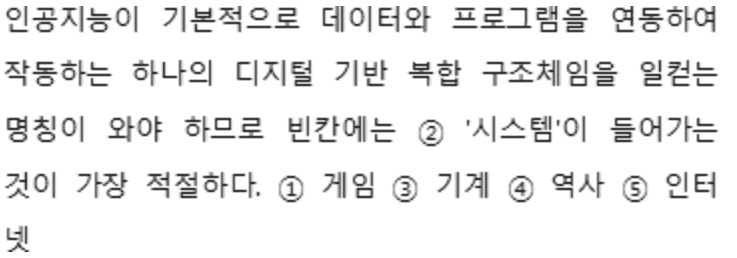 인공지능이 기본적으로 데이터와 프로그램을 연동하여
작동하는 하나의 디지털 기반 복합 구조체임을 일컫는
명칭이 와야 하므로 빈칸에는 ② '시스템'이 들어가는
것이 가장 적절하다. ① 게임 ③ 기계 ④ 역사 ⑤ 인터
넷